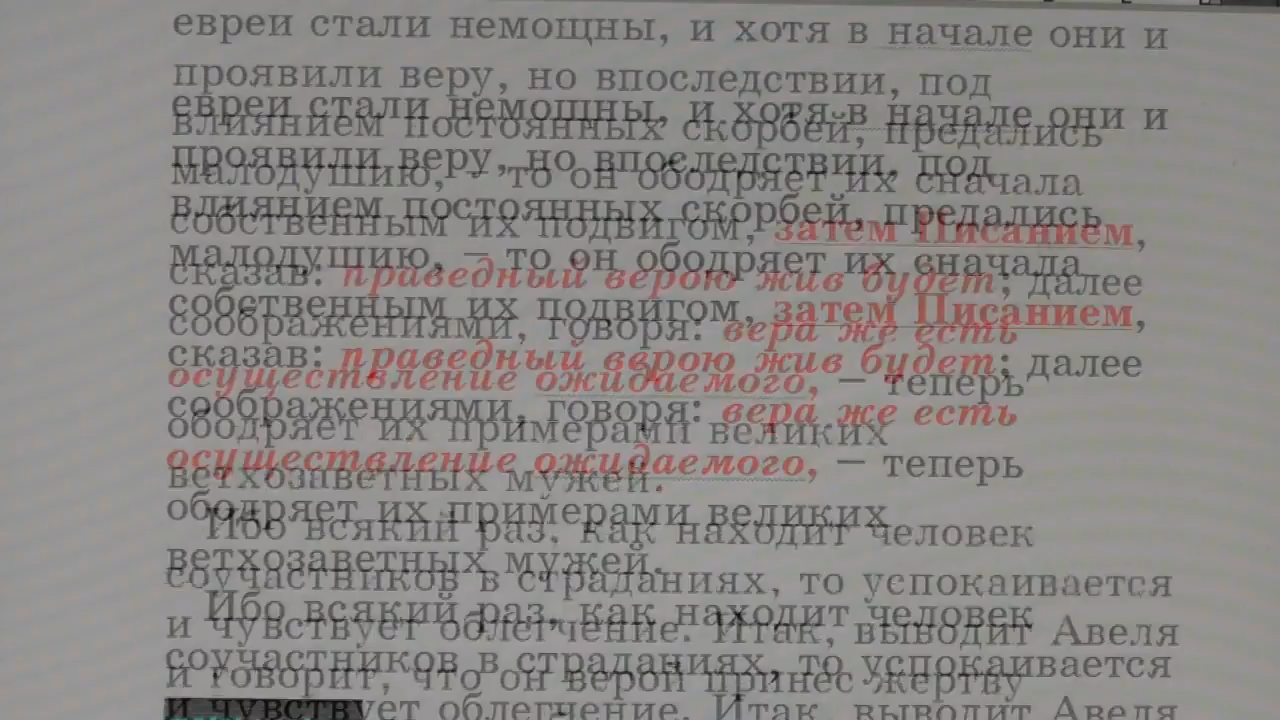 евреи стали немощны, и хотя в начале они и
проявили веру, но впоследствии, под
влиянием постоянных скорбей, предались
малодушию, – то он ободряет их сначала
собственным их подвигом, затем Писанием,
сказав: праведный верою жив будет; далее
соображениями, говоря: вера же есть
осуществление ожидаемого, – теперь
ободряет их примерами великих
ветхозаветных мужей.
Ибо всякий раз, как находит человек
соучастников в страданиях, то успокаивается
и чувствует облегчение. Итак, выводит Авеля
и говорит, что он верой принес жертву